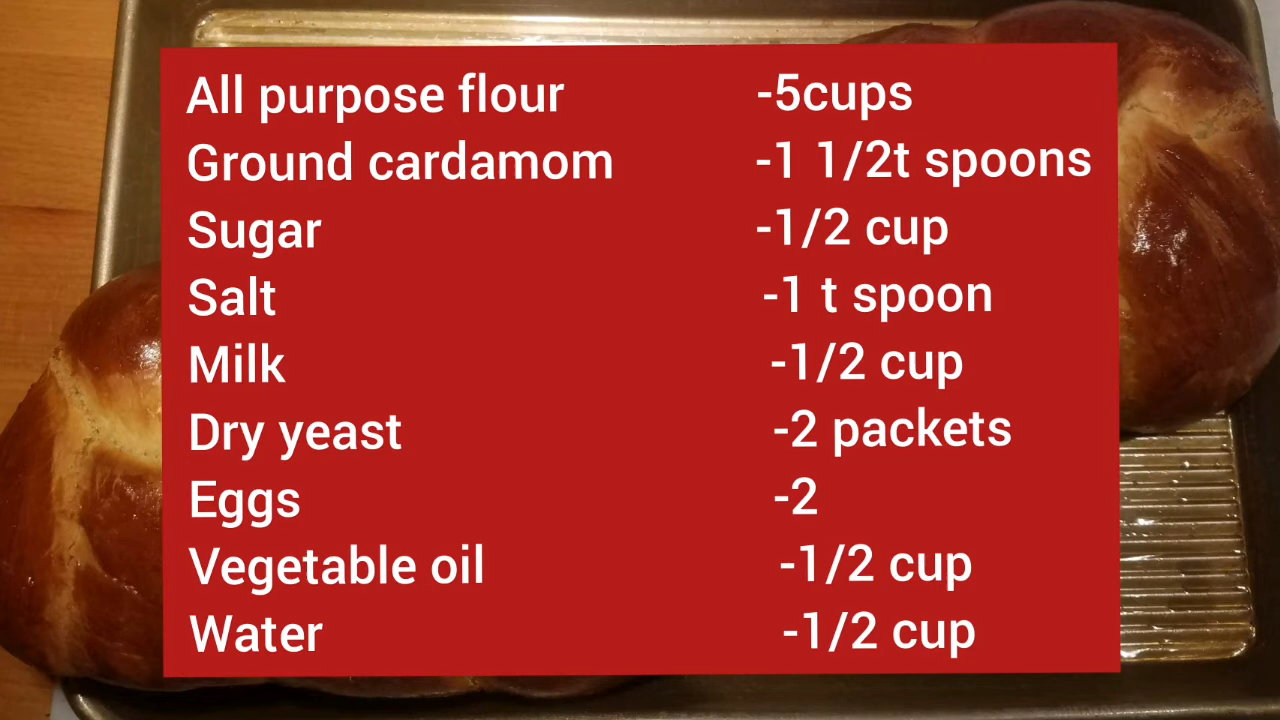 All purpose flour -5cups
Ground cardamom -1 1/2t spoons
Sugar -1/2 cup
Salt -1 t spoon
Milk -1/2 cup
Dry yeast -2 packets
Eggs -2
Vegetable oil -1/2 cup
Water -1/2 cup